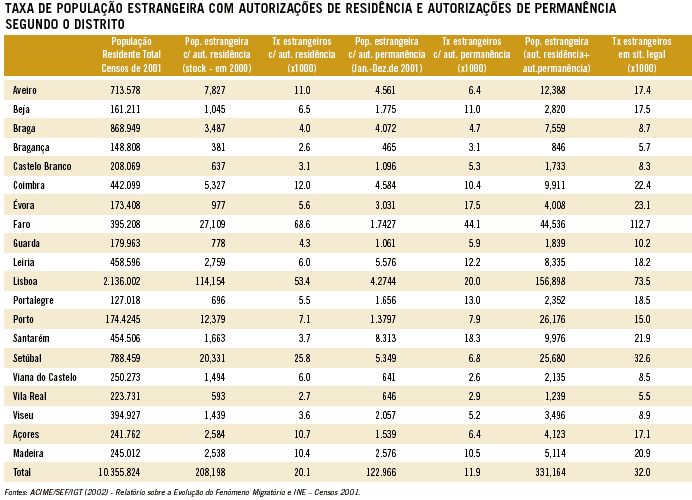 TAXA DE POPULAÇÃO ESTRANGEIRA COM AUTORIZAÇÕES DE RESIDÊNCIA E AUTORIZAÇÕES DE PERMANÊNCIA
SEGUNDO O DISTRITO
População Pop. estrangeira Tx estrangeiros Pop. estrangeira Tx estrangeiros Pop. estrangeira Tx estrangeiros
Residente Total c/ aut. residência c/ aut. residência c/ aut. permanência c/ aut. permanência (aut. residência+ em sit. legal
Censos de 2001 (stock - em 2000) (x1000) (Jan.-Dez.de 2001) (x1000) aut.permanência) (x1000)
Aveiro 713.578 7,827 11.0 4.561 6.4 12,388 17.4
Beja 161.211 1,045 6.5 1.775 11.0 2,820 17.5
Braga 868.949 3,487 4.0 4.072 4.7 7,559 8.7
Bragança 148.808 381 2.6 465 3.1 846 5.7
Castelo Branco 208.069 637 3.1 1.096 5.3 1,733 8.3
Coimbra 442.099 5,327 12.0 4.584 10.4 9,911 22.4
Évora 173.408 977 5.6 3.031 17.5 4,008 23.1
Faro 395.208 27,109 68.6 1.7427 44.1 44,536 112.7
Guarda 179.963 778 4.3 1.061 5.9 1,839 10.2
Leiria 458.596 2,759 6.0 5.576 12.2 8,335 18.2
Lisboa 2.136.002 114,154 53.4 4.2744 20.0 156,898 73.5
Portalegre 127.018 696 5.5 1.656 13.0 2,352 18.5
Porto 174.4245 12,379 7.1 1.3797 7.9 26,176 15.0
Santarém 454.506 1,663 3.7 8.313 18.3 9,976 21.9
Setúbal 788.459 20,331 25.8 5.349 6.8 25,680 32.6
Viana do Castelo 250.273 1,494 6.0 641 2.6 2,135 8.5
Vila Real 223.731 593 2.7 646 2.9 1,239 5.5
Viseu 394.927 1,439 3.6 2.057 5.2 3,496 8.9
Açores 241.762 2,584 10.7 1.539 6.4 4,123 17.1
Madeira 245.012 2,538 10.4 2.576 10.5 5,114 20.9
Total 10.355.824 208,198 20.1 122.966 11.9 331,164 32.0
Fontes: ACIME/SEF/IGT (2002) - Relatório sobre a Evolução do Fenómeno Migratório e INE – Censos 2001.